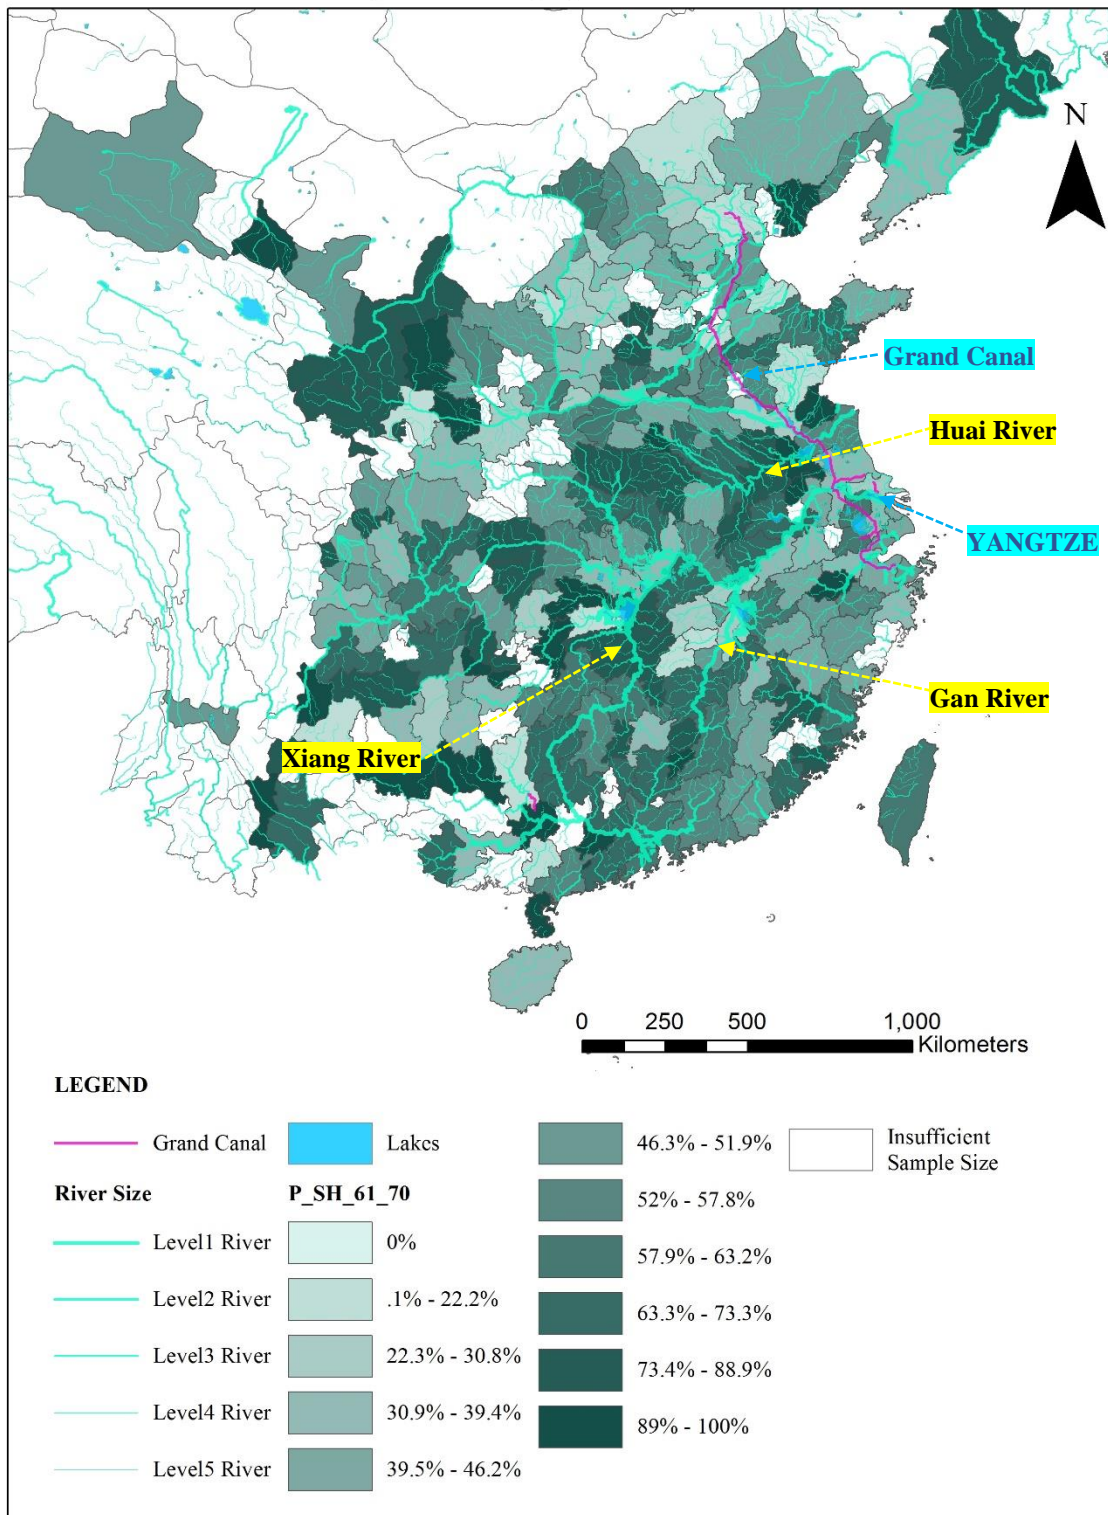 N
Grand Canal
Huai River
YANGTZE
Gan River
Xiang River
0 250 500 1,000
Kilometers
LEGEND
Grand Canal
Lakes
River Size
P_SH_61_70
Level1 River
0%
Level2 River
.1% - 22.2%
Level3 River
22.3% - 30.8%
Level4 River
30.9% - 39.4%
Level5 River
39.5% - 46.2%
46.3% - 51.9%
52% - 57.8%
57.9% - 63.2%
63.3% - 73.3%
73.4% - 88.9%
89% - 100%
Insufficient
Sample Size